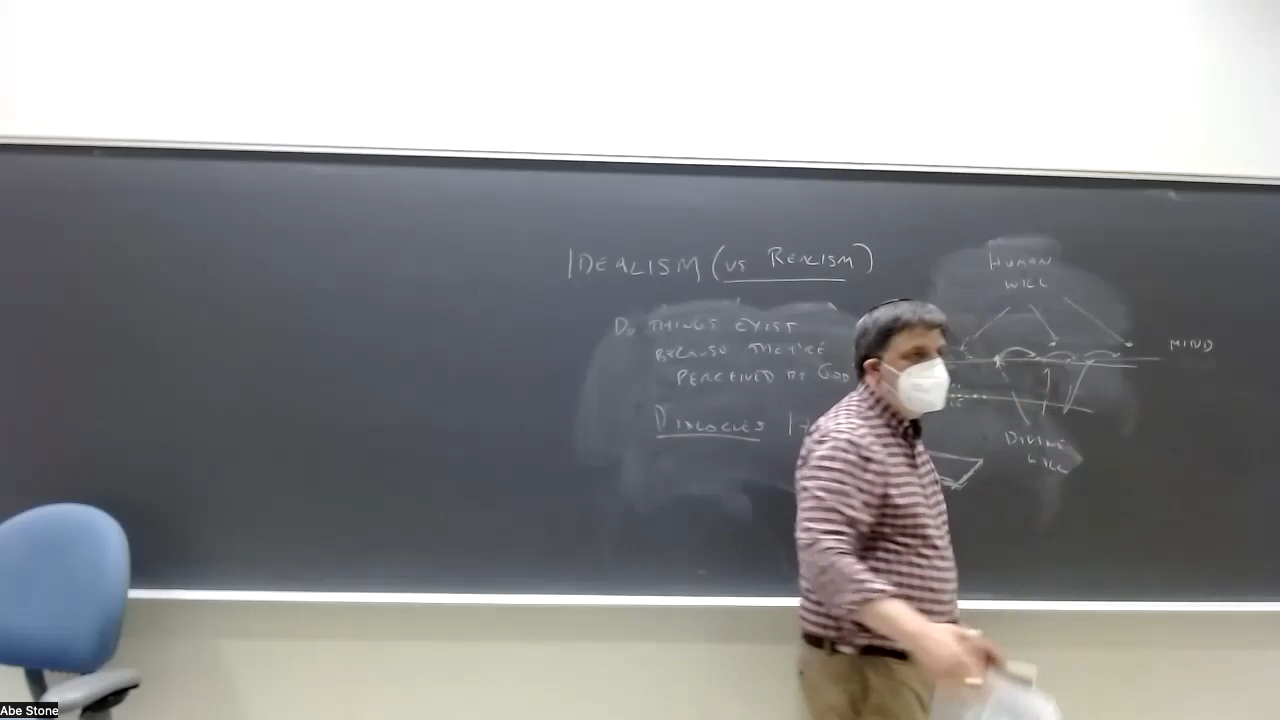 IDEALISM (VS REALISM)
DO THINGS EXIST
BECAUSE THEY'RE
PERCEIVED BY GOD
DIALOGUES
HUMAN
WILL
MIND
DIVINE
WILL
Abe Stone